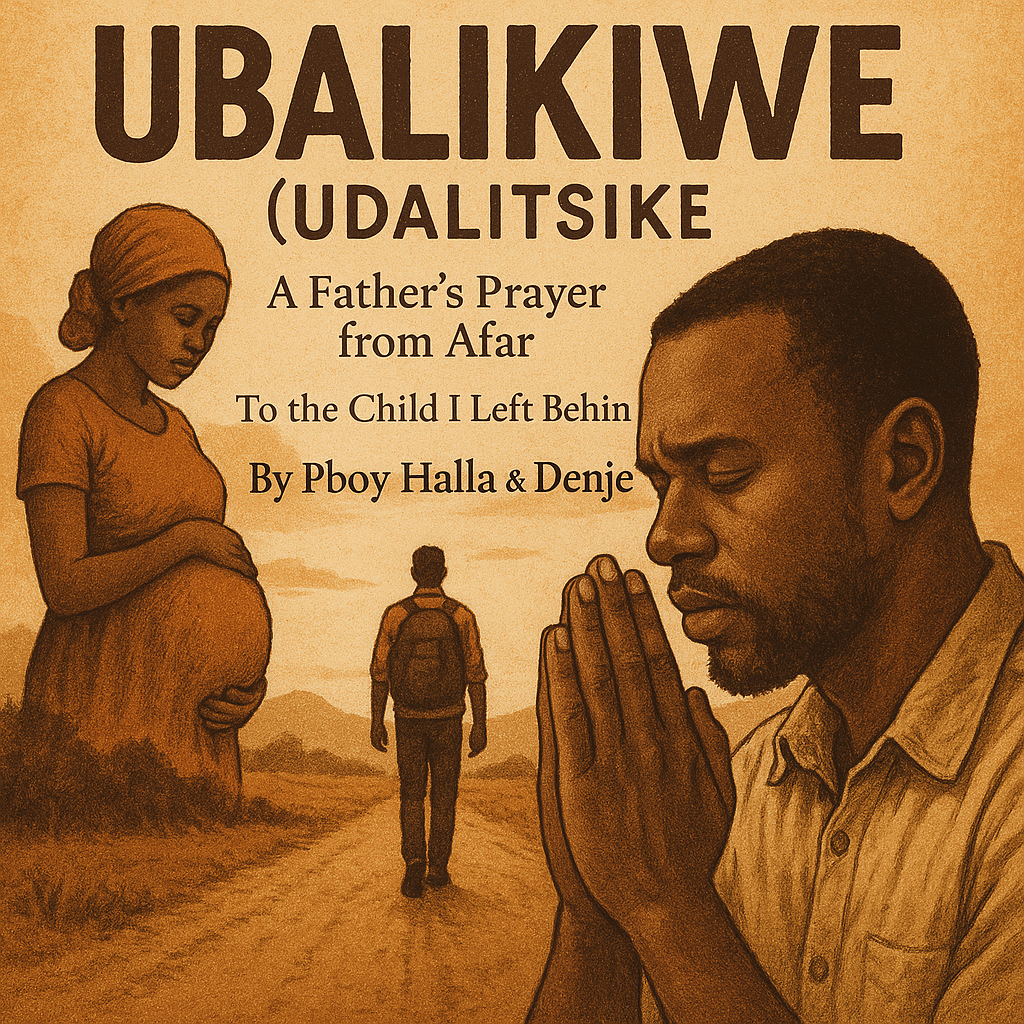 UBALIKIWE
(UDALITSIKE
A Father's Prayer
from Afar
To the Child I Left Behin
By Pboy Halla & Denje